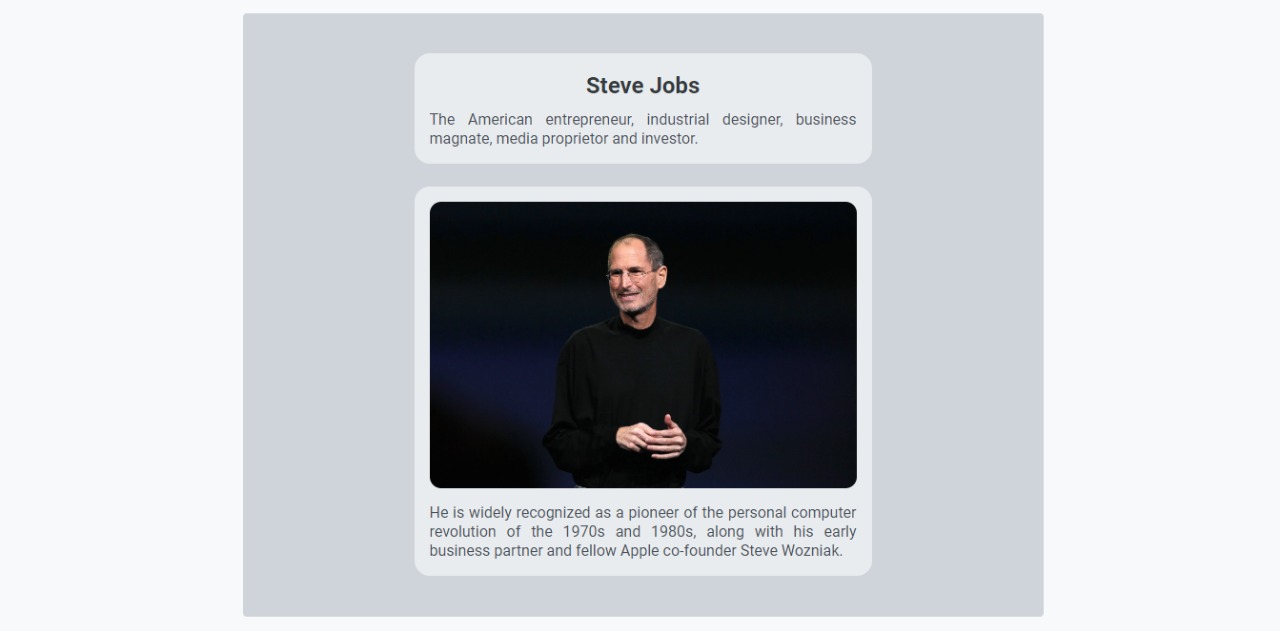 Steve Jobs
The American entrepreneur, industrial designer, business
magnate, media proprietor and investor.
He is widely recognized as a pioneer of the personal computer
revolution of the 1970s and 1980s, along with his early
business partner and fellow Apple co-founder Steve Wozniak.